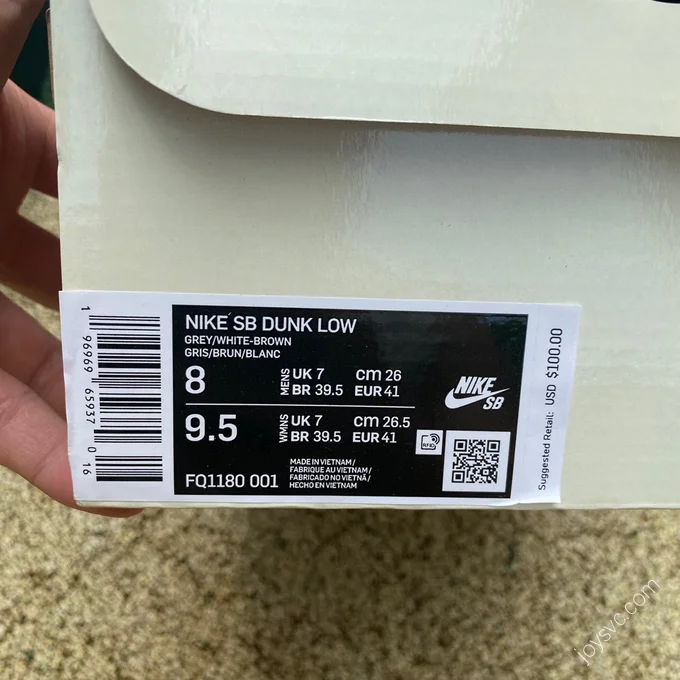 NIKE SB DUNK LOW
GREY/WHITE-BROWN
GRIS/BRUN/BLANC
8 MENS UK 7 cm 26
BR 39.5 EUR 41
9.5 WMNS UK 7 cm 26.5
BR 39.5 EUR 41
FQ1180 001
MADE IN VIETNAM/
FABRIQUE AU VIETNAM/
FABRICADO NO VIETNÃ/
HECHO EN VIETNAM
NIKE
SB
RFID
1 96969 65937 0 16
Suggested Retail: USD $100.00
joysvc.com